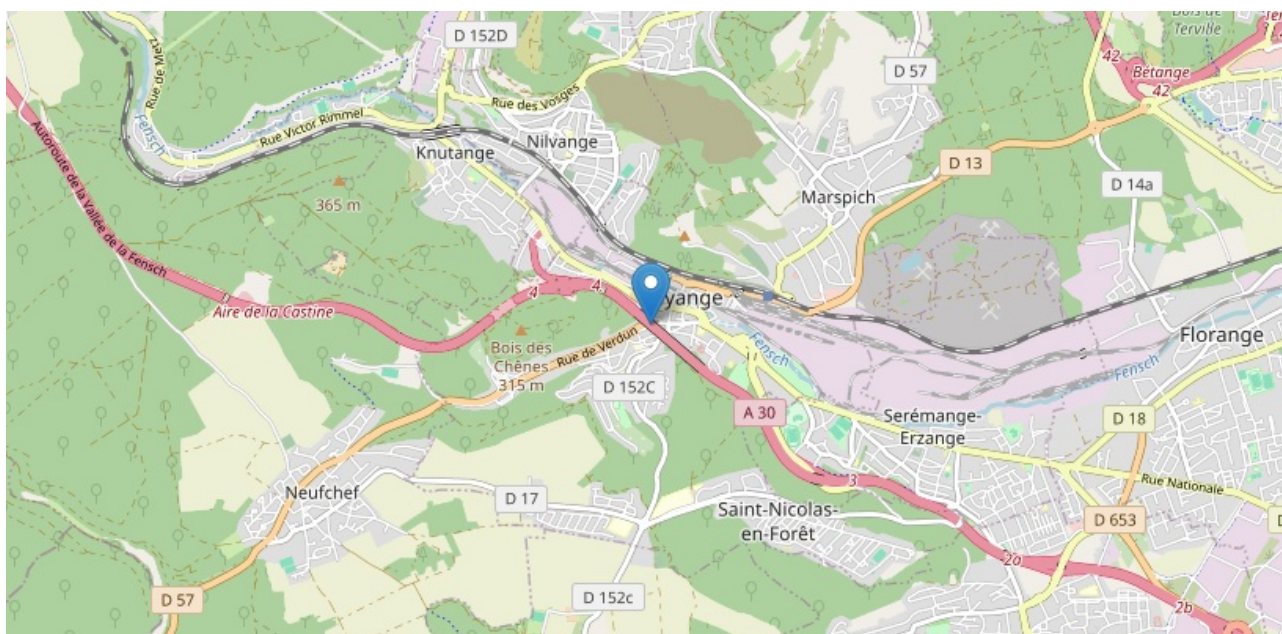 D 152D
Bois de
Terville
Rue de Metz
42
Bétange
42
D 57
Rue des Vosges
Fensch
Rue Victor Rimmel
Nilvange
Knutange
D 13
Autoroute de la Vallée de la Fensch
365 m
Marspich
D 14a
4
4
yange
Aire de la Castine
Florange
Bois des
Chênes
315 m
Rue de Verdun
Fensch
Fensch
D 152C
A 30
Serémange-
Erzange
D 18
Neufchef
D 17
3
Rue Nationale
Saint-Nicolas-
en-Forêt
D 653
2a
D 57
D 152c
2b